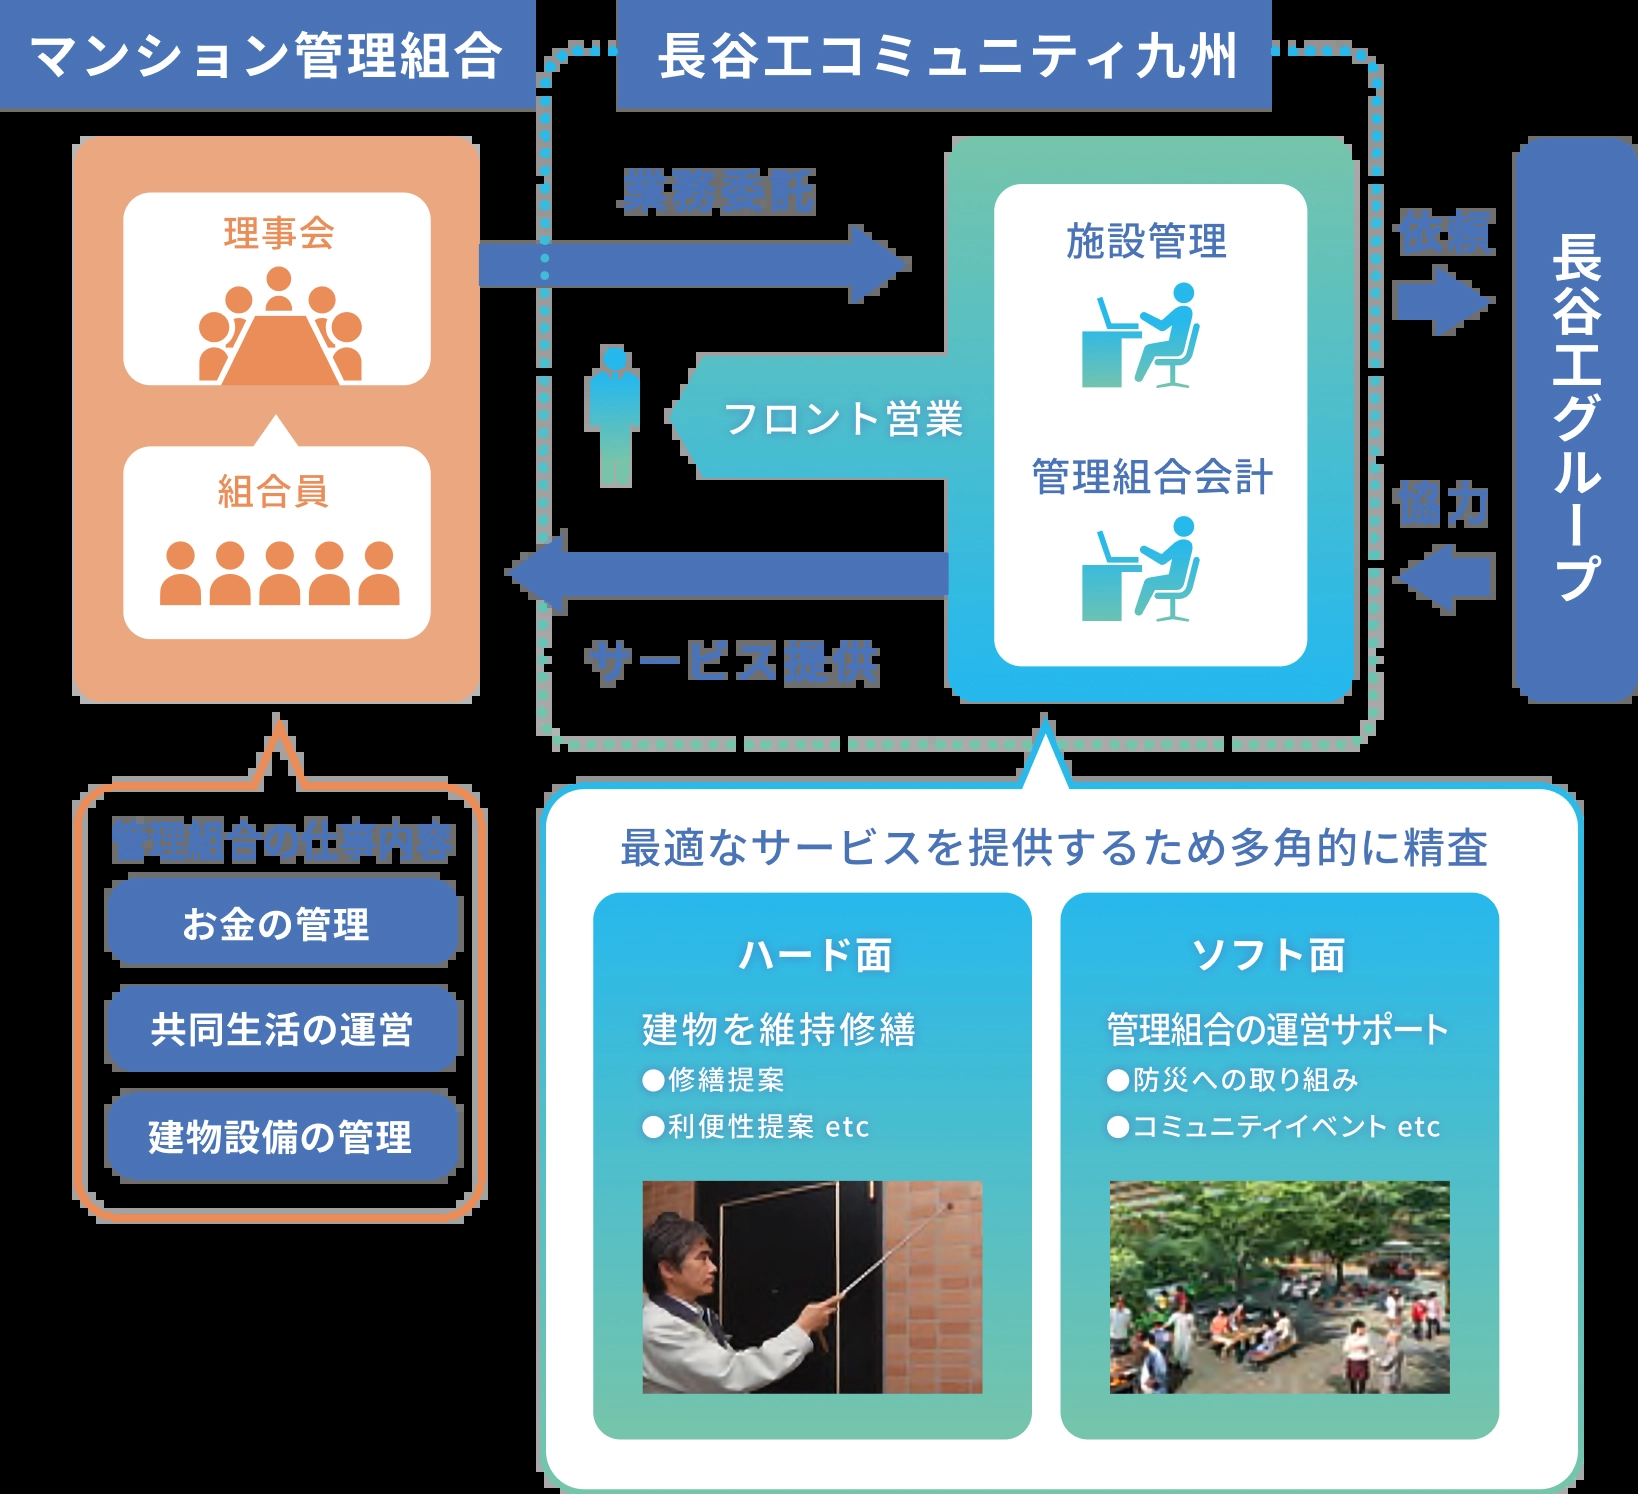 マンション管理組合
長谷工コミュニティ九州
理事会
組合員
業務委託
フロント営業
サービス提供
施設管理
管理組合会計
依頼
協力
長谷工グループ
管理組合の仕事内容
お金の管理
共同生活の運営
建物設備の管理
最適なサービスを提供するため多角的に精査
ハード面
建物を維持修繕
●修繕提案
●利便性提案 etc
ソフト面
管理組合の運営サポート
●防災への取り組み
●コミュニティイベント etc